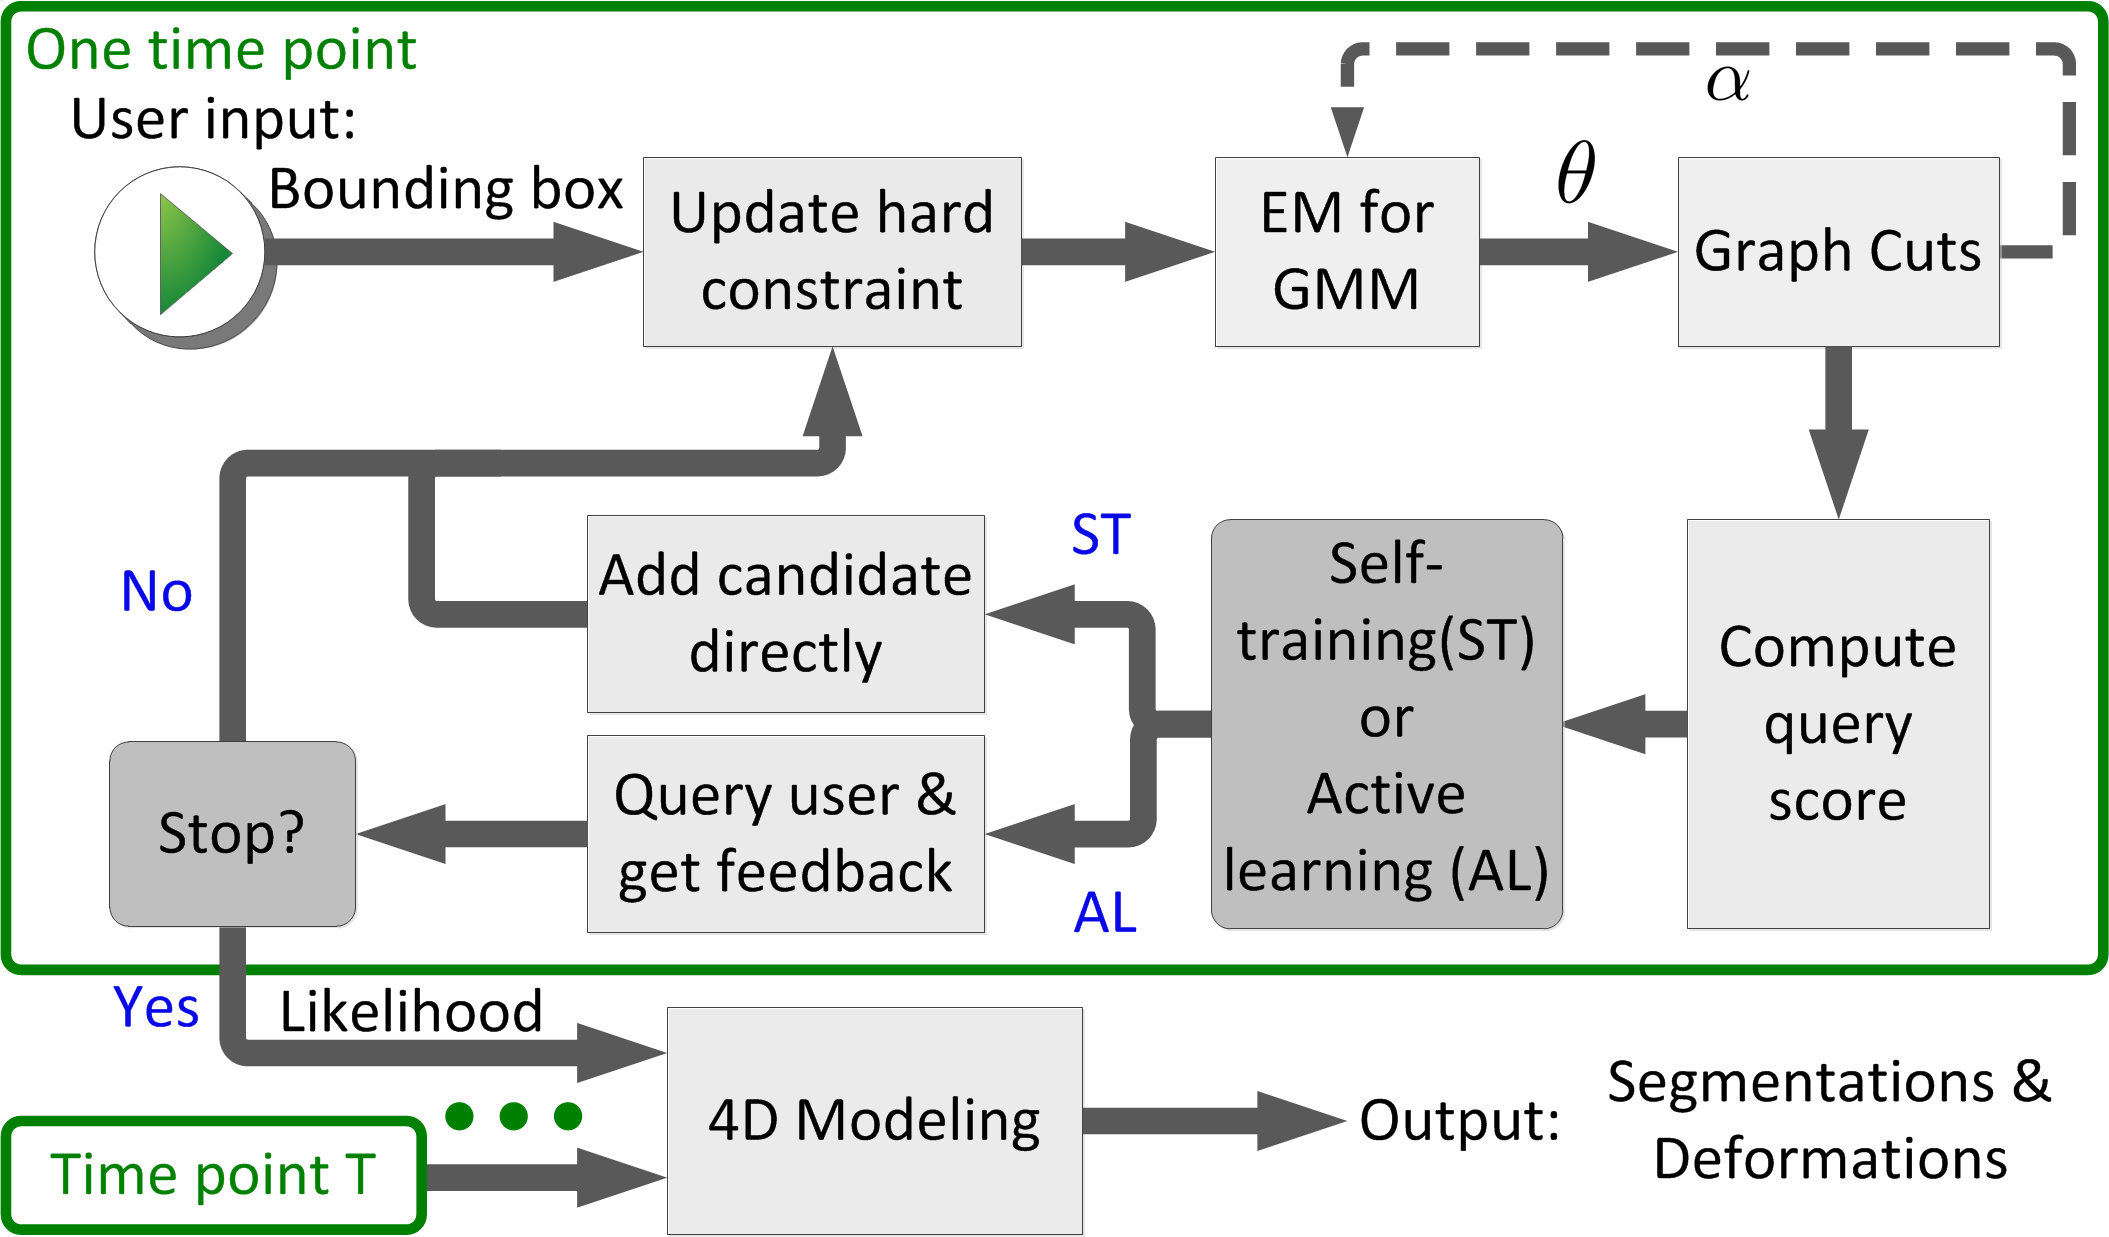 One time point
User input:
Bounding box
Update hard
constraint
EM for
GMM
θ
α
Graph Cuts
No
Add candidate
directly
ST
Self-
training(ST)
or
Active
learning (AL)
Compute
query
score
Stop?
Query user &
get feedback
AL
Yes
Likelihood
4D Modeling
Time point T
Output:
Segmentations &
Deformations